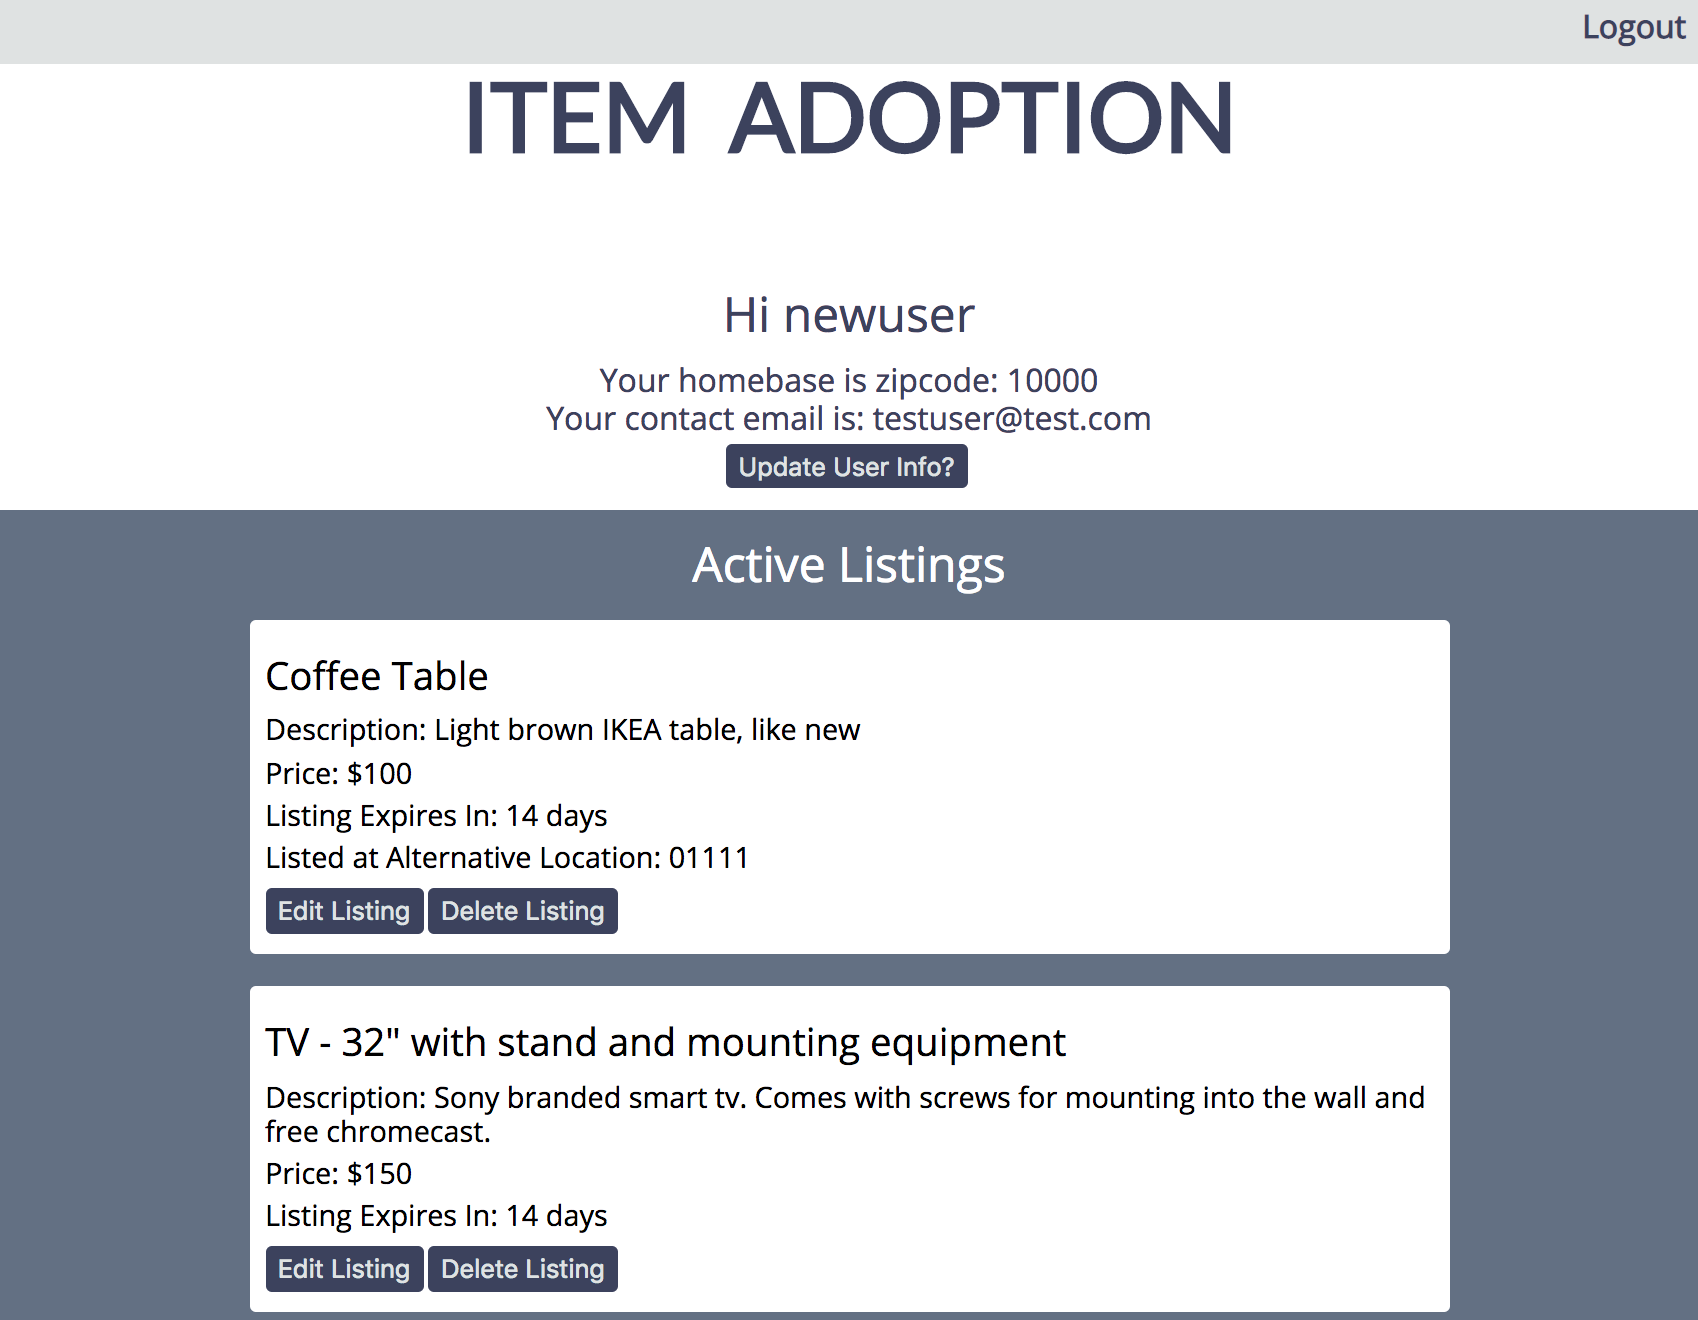 Logout
ITEM ADOPTION
Hi newuser
Your homebase is zipcode: 10000
Your contact email is: testuser@test.com
Update User Info?
Active Listings
Coffee Table
Description: Light brown IKEA table, like new
Price: $100
Listing Expires In: 14 days
Listed at Alternative Location: 01111
Edit Listing Delete Listing
TV - 32" with stand and mounting equipment
Description: Sony branded smart tv. Comes with screws for mounting into the wall and
free chromecast.
Price: $150
Listing Expires In: 14 days
Edit Listing Delete Listing